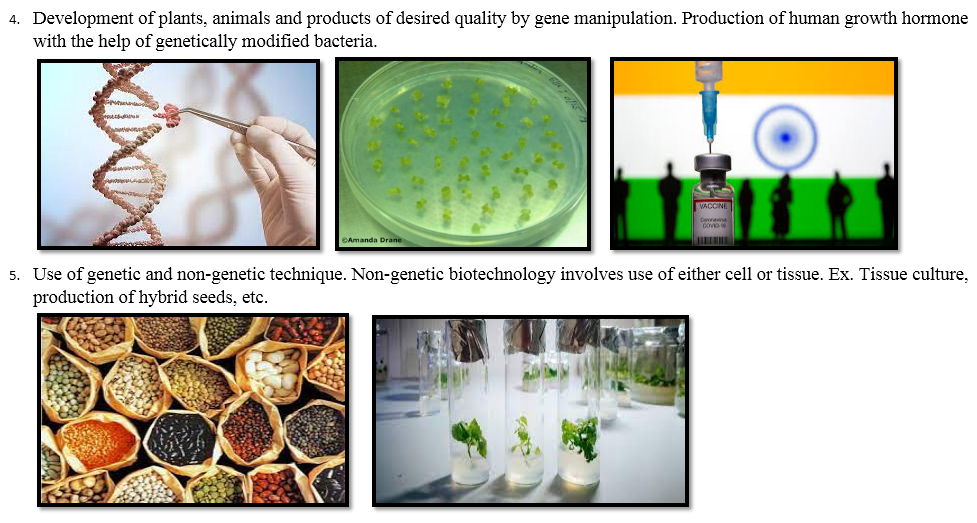 4. Development of plants, animals and products of desired quality by gene manipulation. Production of human growth hormone
with the help of genetically modified bacteria.
©Amanda Drane
VACCINE
Coronavirus
COVID-19
5. Use of genetic and non-genetic technique. Non-genetic biotechnology involves use of either cell or tissue. Ex. Tissue culture,
production of hybrid seeds, etc.